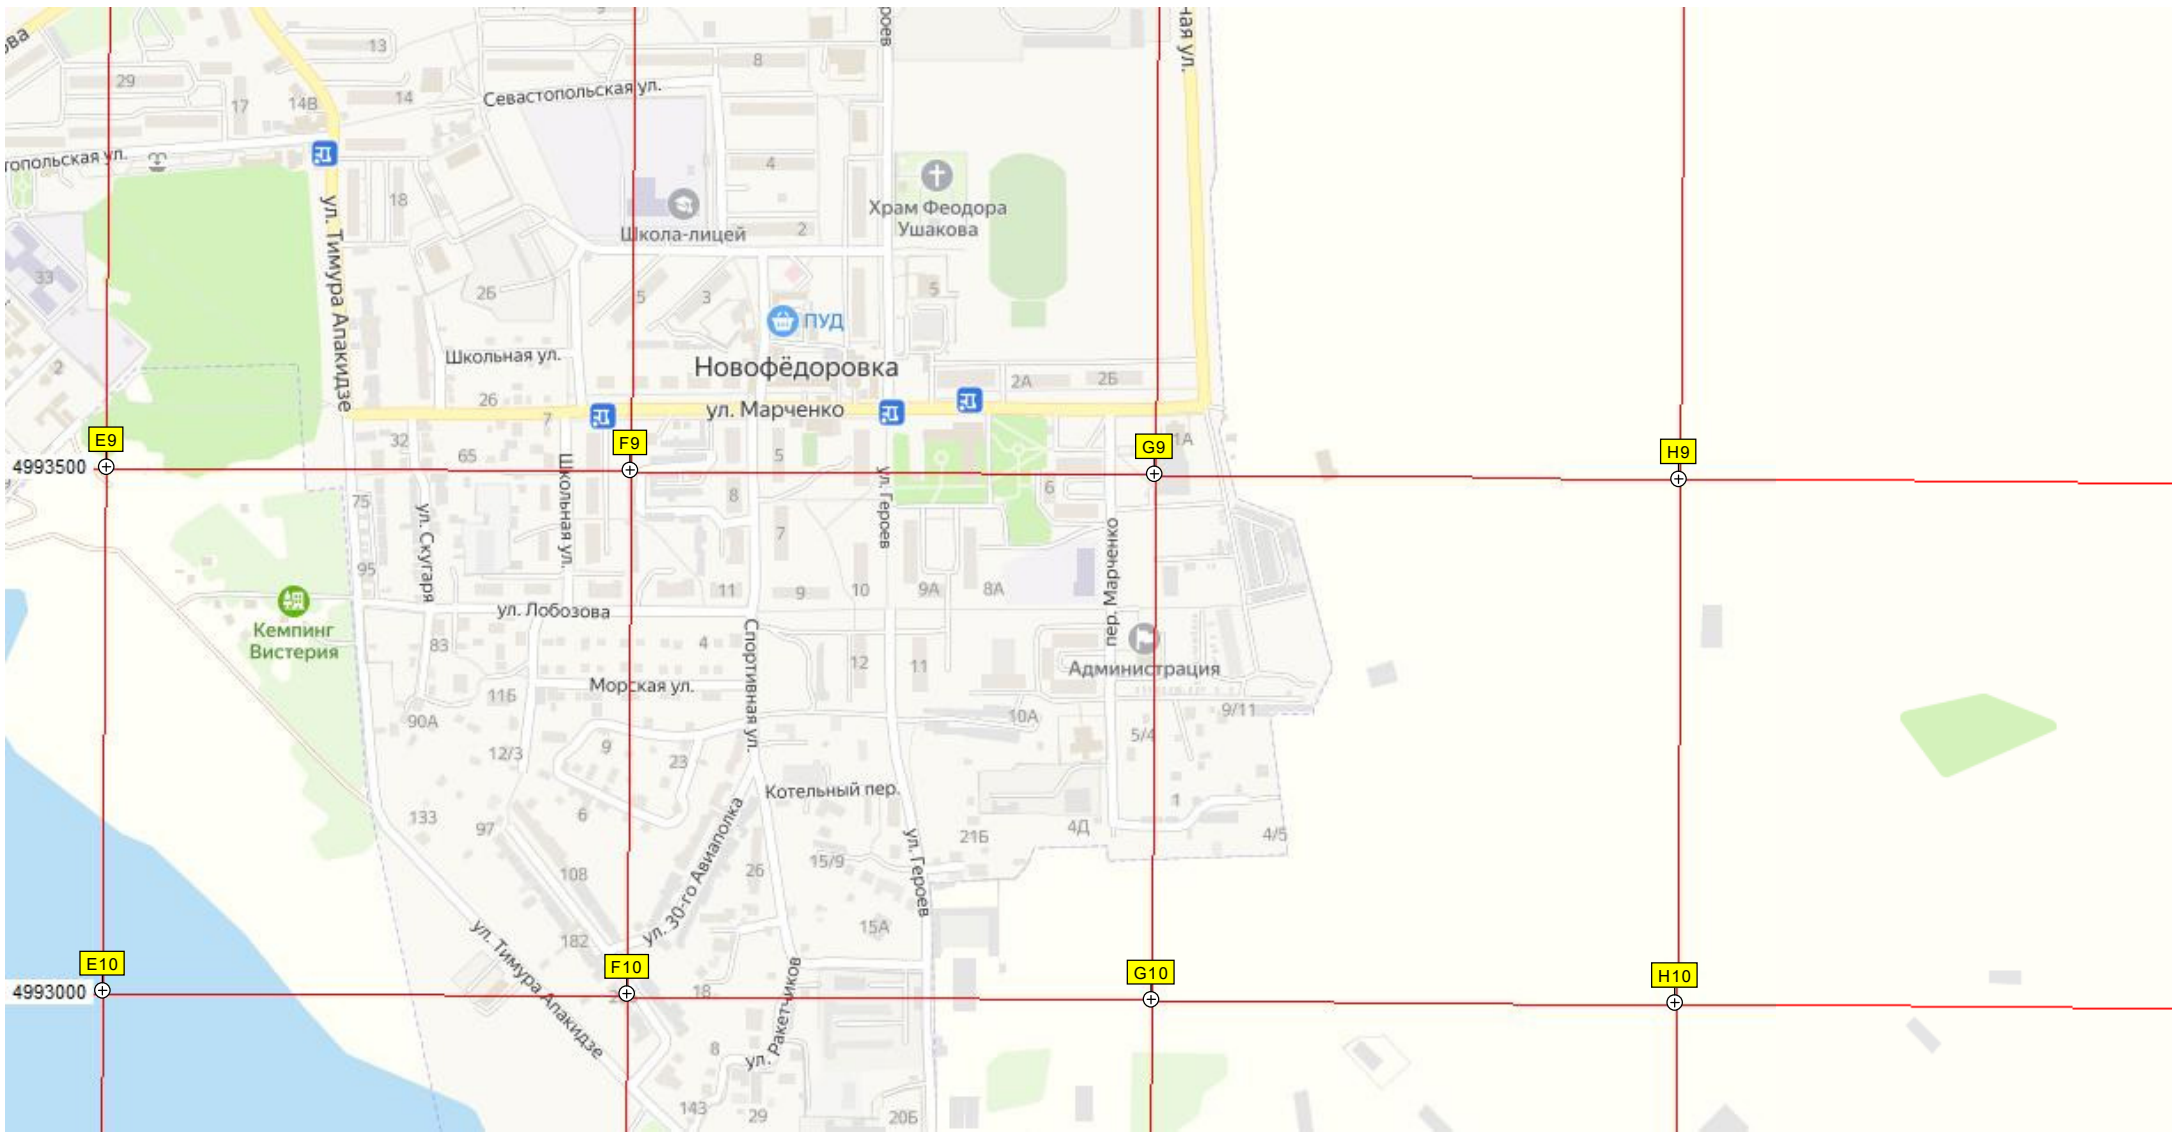 ова
9
роев
ная ул.
13
8
29
17
14В
14
Севастопольская ул.
топольская ул.
4
18
Храм Феодора
Ушакова
Школа-лицей
2
ул. Тимура Апакидзе
33
2Б
5
3
5
ПУД
Школьная ул.
Новофёдоровка
2
2А
2Б
26
7
ул. Марченко
E9
32
F9
G9
1А
H9
65
5
4993500
75
ул. Скугаря
Школьная ул.
8
ул. Героев
6
7
пер. Марченко
95
11
9
10
9А
8А
ул. Лобозова
Кемпинг
Вистерия
83
4
Спортивная ул.
12
11
Администрация
Морская ул.
11Б
90А
10А
9/11
5/4
12/3
9
23
Котельный пер.
1
6
133
97
21Б
4Д
4/5
ул. 30-го Авиаполка
26
15/9
ул. Героев
108
15А
182
ул. Тимура Апакидзе
E10
F10
G10
H10
4993000
18
ул. Ракетчиков
8
143
29
20Б